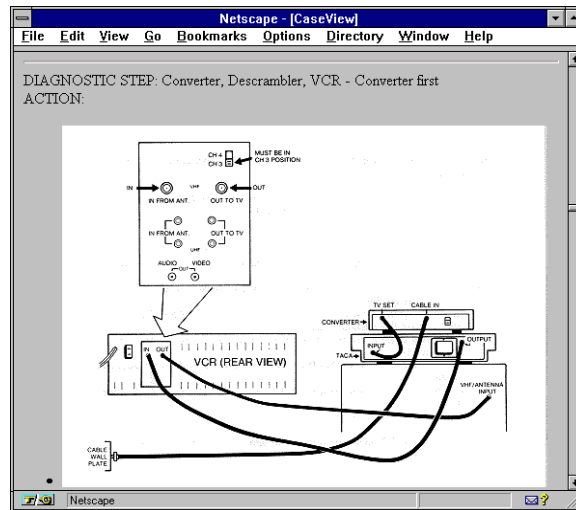 Netscape - [CaseView]
File Edit View Go Bookmarks Options Directory Window Help
DIAGNOSTIC STEP: Converter, Descrambler, VCR - Converter first
ACTION:
CH 4
CH 3
MUST BE IN
CH 3 POSITION
IN
VHF
OUT
IN FROM ANT.
OUT TO TV
IN FROM ANT.
OUT TO TV
UHF
AUDIO VIDEO
OUT
TV SET
CABLE IN
CONVERTER
INPUT
OUTPUT
TACA
IN OUT
VCR (REAR VIEW)
VHF/ANTENNA
INPUT
CABLE
WALL
PLATE
Netscape